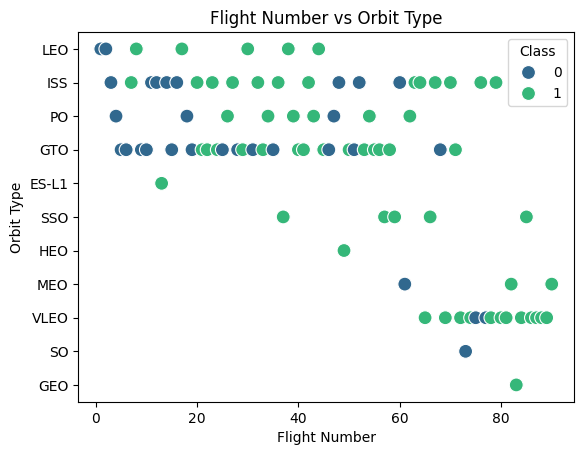 Flight Number vs Orbit Type
Class
0
1
Orbit Type
LEO
ISS
PO
GTO
ES-L1
SSO
HEO
MEO
VLEO
SO
GEO
0 20 40 60 80
Flight Number